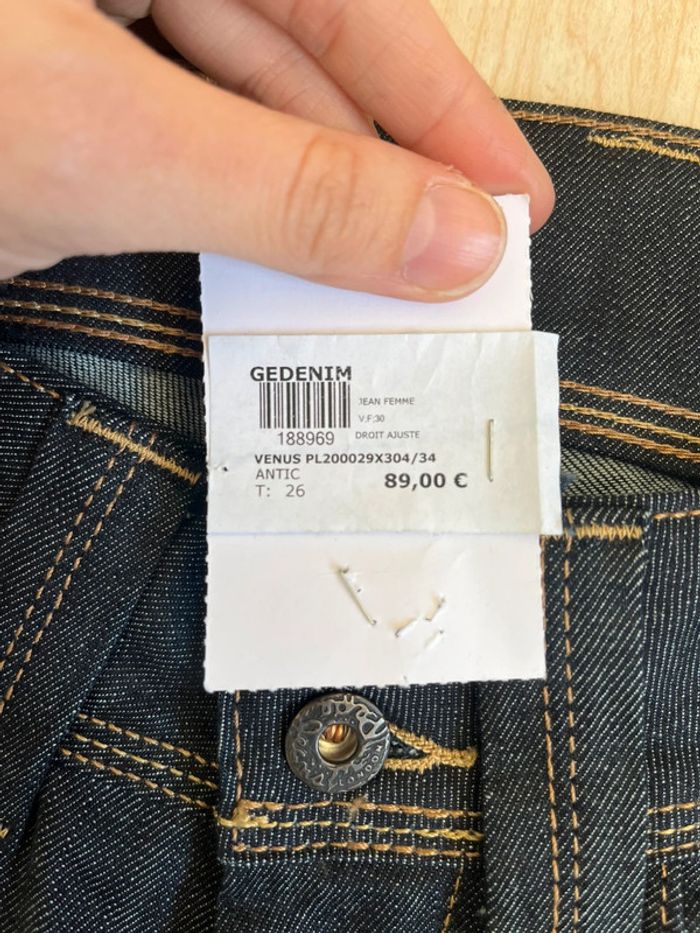 GEDENIM
JEAN FEMME
V.F:30
188969 DROIT AJUSTE
VENUS PL200029X304/34
ANTIC
89,00 €
T: 26